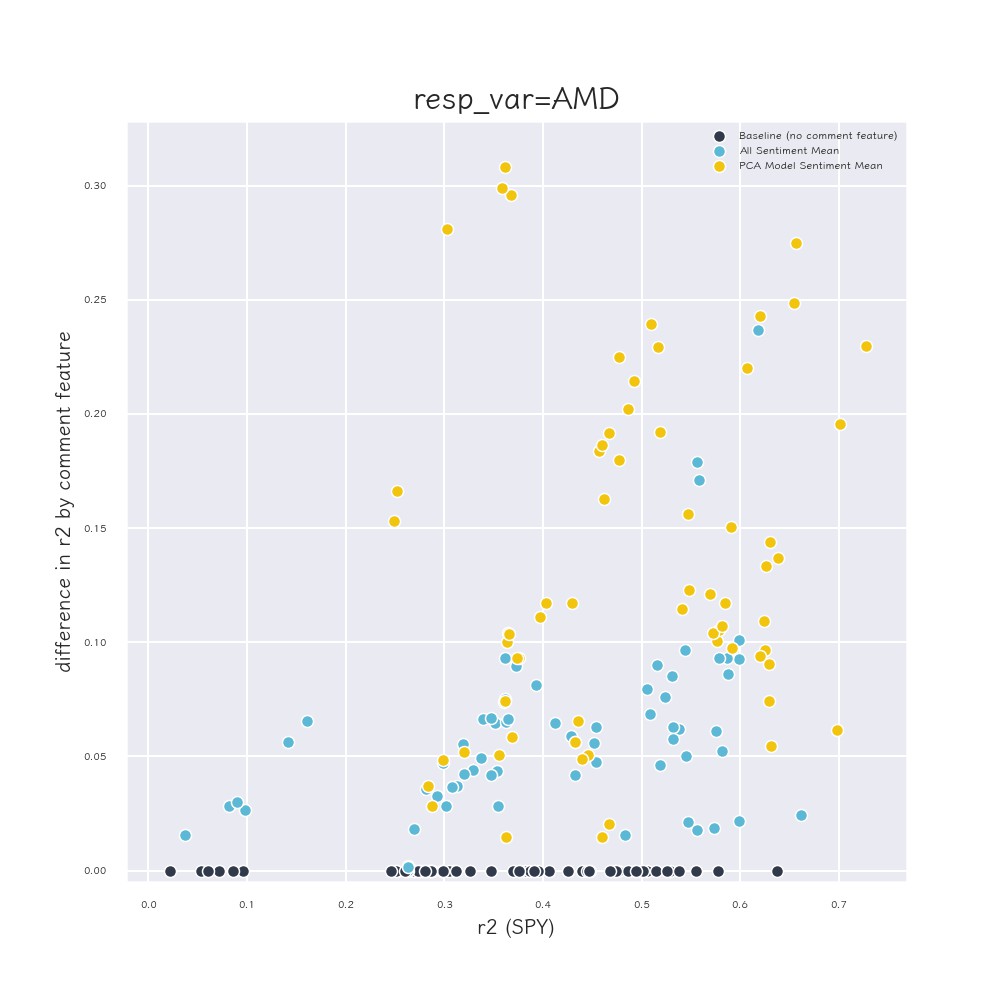 resp_var=AMD
Baseline (no comment feature)
All Sentiment Mean
PCA Model Sentiment Mean
difference in r2 by comment feature
0.30
0.25
0.20
0.15
0.10
0.05
0.00
0.0 0.1 0.2 0.3 0.4 0.5 0.6 0.7
r2 (SPY)